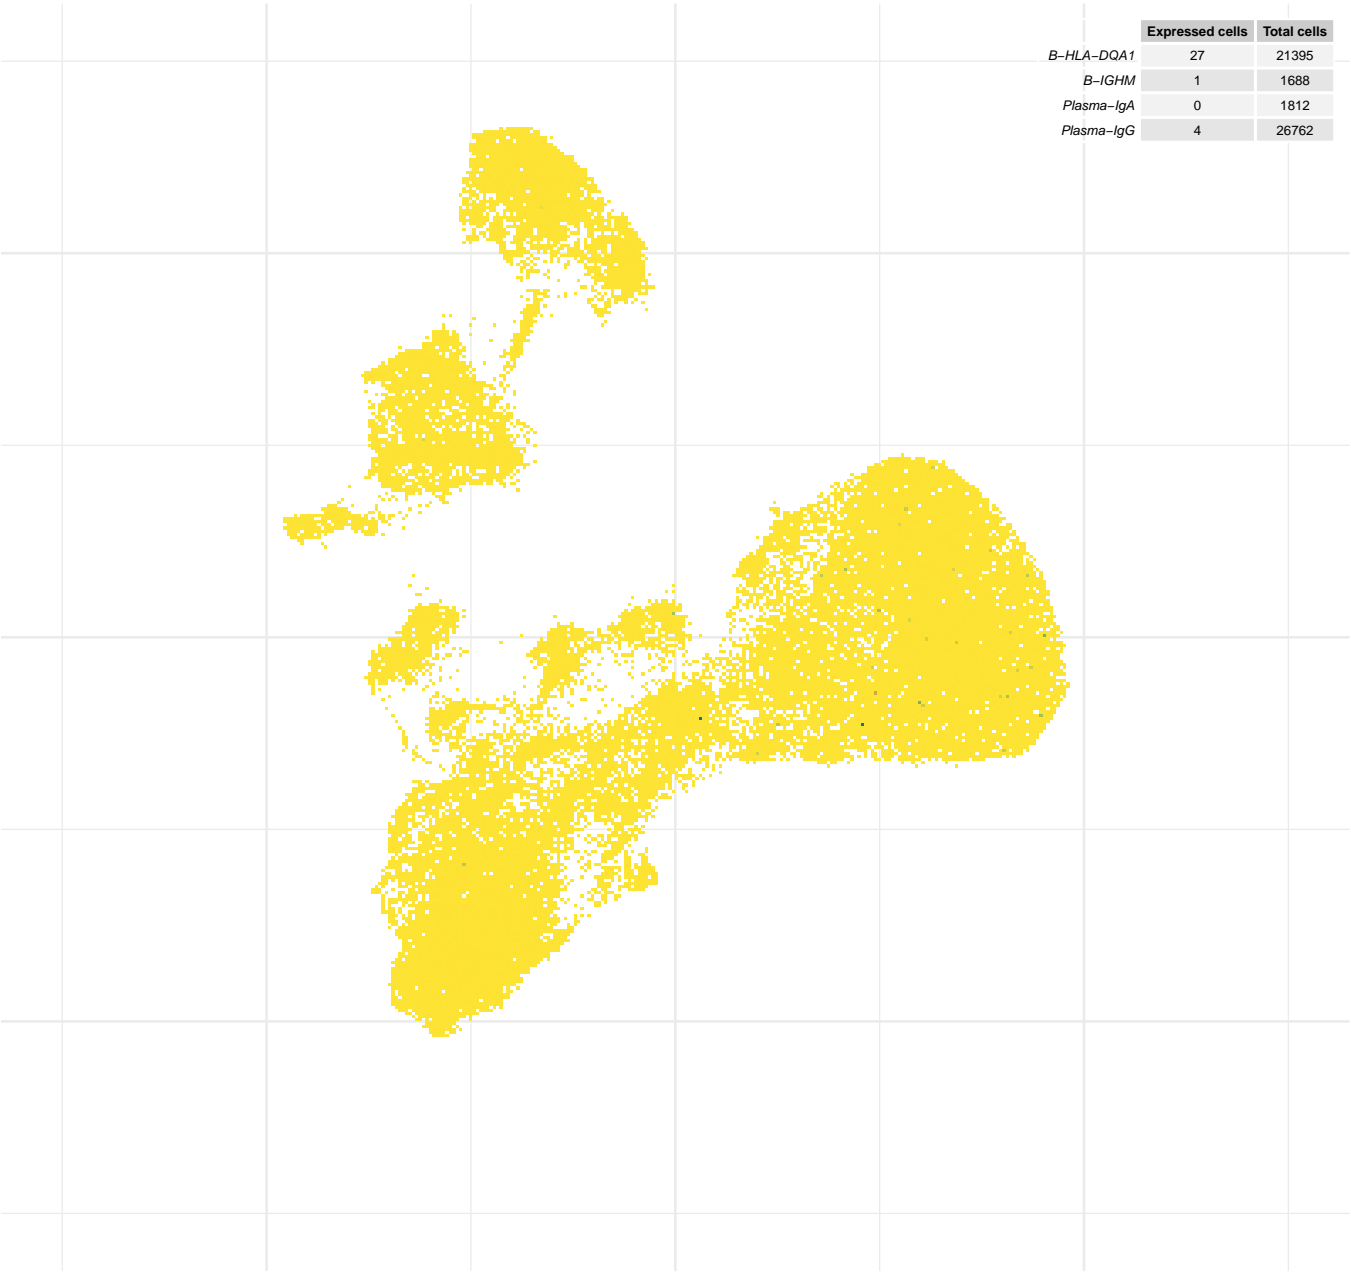 Expressed cells Total cells
B−HLA−DQA1 27 21395
B−IGHM 1 1688
Plasma−IgA 0 1812
Plasma−IgG 4 26762